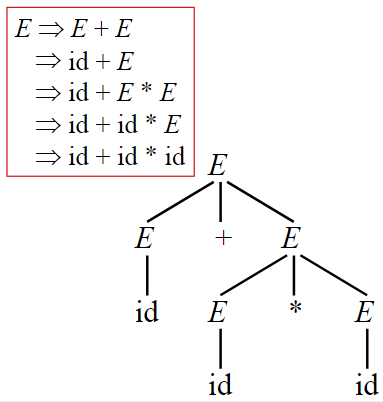 E ⇒ E + E
⇒ id + E
⇒ id + E * E
⇒ id + id * E
⇒ id + id * id
E
E + E
id E * E
id id